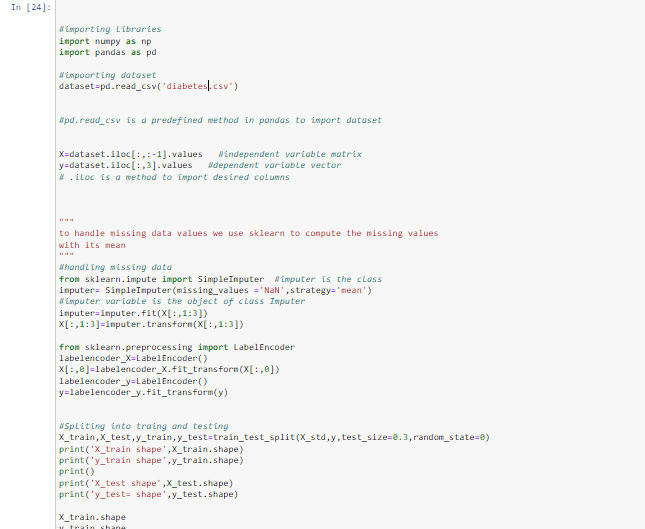 In [24]:
#importing Libraries
import numpy as np
import pandas as pd
#impoorting dataset
dataset=pd.read_csv('diabetes.csv')
#pd.read_csv is a predefined method in pandas to import dataset
X=dataset.iloc[:,:-1].values   #independent variable matrix
y=dataset.iloc[:,3].values   #dependent variable vector
# .iloc is a method to import desired columns
"""
to handle missing data values we use sklearn to compute the missing values
with its mean
"""
#handling missing data
from sklearn.impute import SimpleImputer  #imputer is the class
imputer= SimpleImputer(missing_values ='NaN',strategy='mean')
#imputer variable is the object of class Imputer
imputer=imputer.fit(X[:,1:3])
X[:,1:3]=imputer.transform(X[:,1:3])
from sklearn.preprocessing import LabelEncoder
labelencoder_X=LabelEncoder()
X[:,0]=labelencoder_X.fit_transform(X[:,0])
labelencoder_y=LabelEncoder()
y=labelencoder_y.fit_transform(y)
#Spliting into traing and testing
X_train,X_test,y_train,y_test=train_test_split(X_std,y,test_size=0.3,random_state=0)
print('X_train shape',X_train.shape)
print('y_train shape',y_train.shape)
print()
print('X_test shape',X_test.shape)
print('y_test= shape',y_test.shape)
X_train.shape
y_train.shape